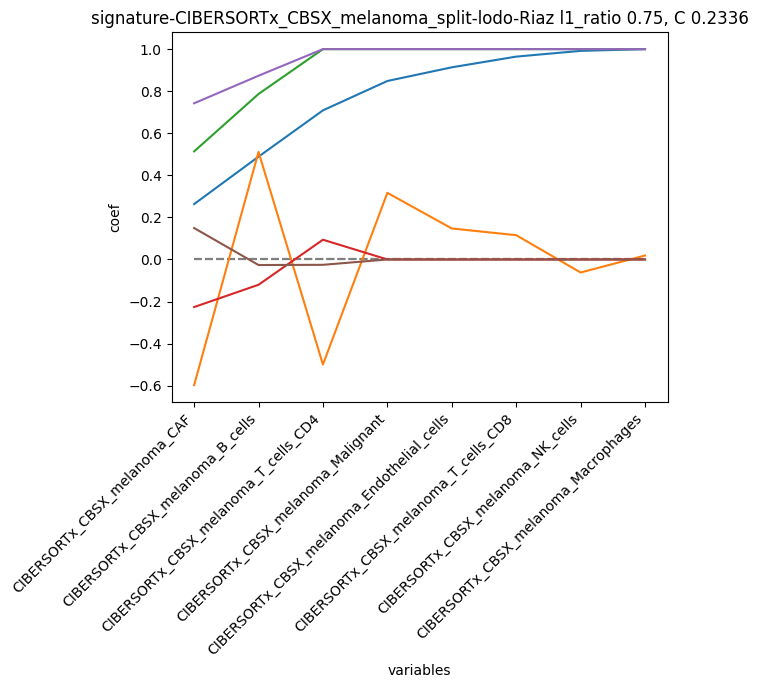 signature-CIBERSORTx_CBSX_melanoma_split-lodo-Riaz l1_ratio 0.75, C 0.2336
1.0
0.8
0.6
0.4
0.2
0.0
−0.2
−0.4
−0.6
coef
CIBERSORTx_CBSX_melanoma_CAF
CIBERSORTx_CBSX_melanoma_B_cells
CIBERSORTx_CBSX_melanoma_T_cells_CD4
CIBERSORTx_CBSX_melanoma_Malignant
CIBERSORTx_CBSX_melanoma_Endothelial_cells
CIBERSORTx_CBSX_melanoma_T_cells_CD8
CIBERSORTx_CBSX_melanoma_NK_cells
CIBERSORTx_CBSX_melanoma_Macrophages
variables